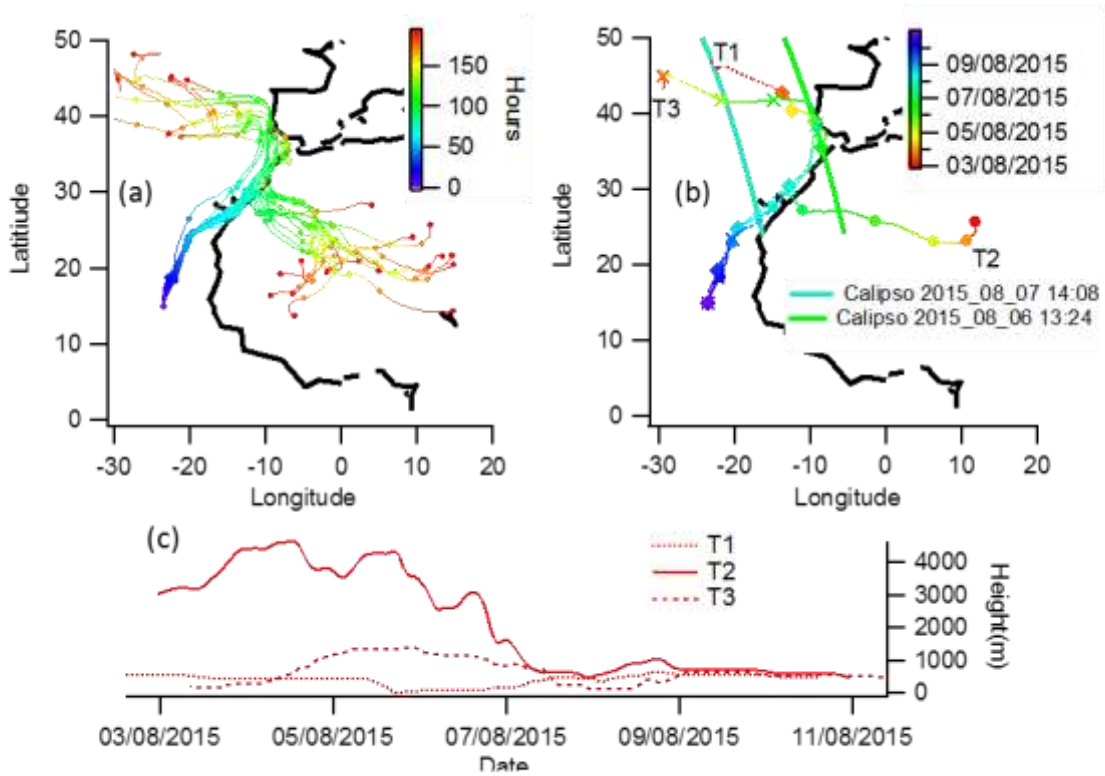 50
40
30
20
10
0
Latitiude
(a)
150
100
50
0
Hours
-30 -20 -10 0 10 20
Longitude
50
40
30
20
10
0
Latitude
(b)
T1
T3
T2
09/08/2015
07/08/2015
05/08/2015
03/08/2015
Calipso 2015_08_07 14:08
Calipso 2015_08_06 13:24
-30 -20 -10 0 10 20
Longitude
(c)
T1
T2
T3
4000
3000
2000
1000
0
Height(m)
03/08/2015 05/08/2015 07/08/2015 09/08/2015 11/08/2015
Date